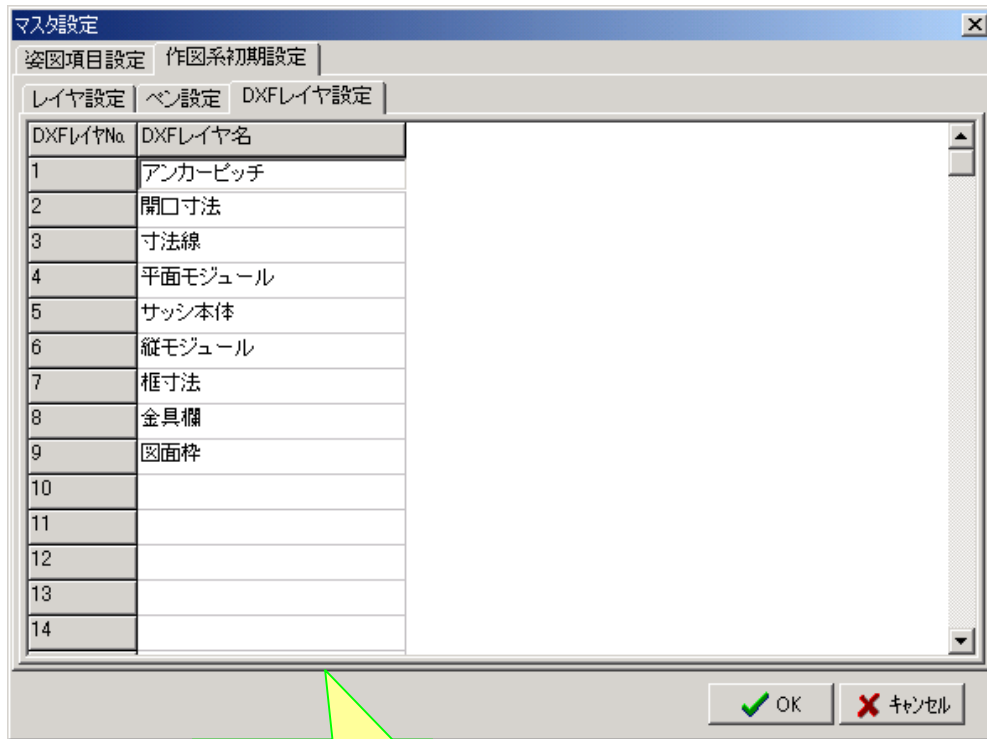 マスタ設定
姿図項目設定 作図系初期設定
レイヤ設定 ペン設定 DXFレイヤ設定
DXFレイヤNo. DXFレイヤ名
1 アンカーピッチ
2 開口寸法
3 寸法線
4 平面モジュール
5 サッシ本体
6 縦モジュール
7 框寸法
8 金具欄
9 図面枠
10
11
12
13
14
OK キャンセル